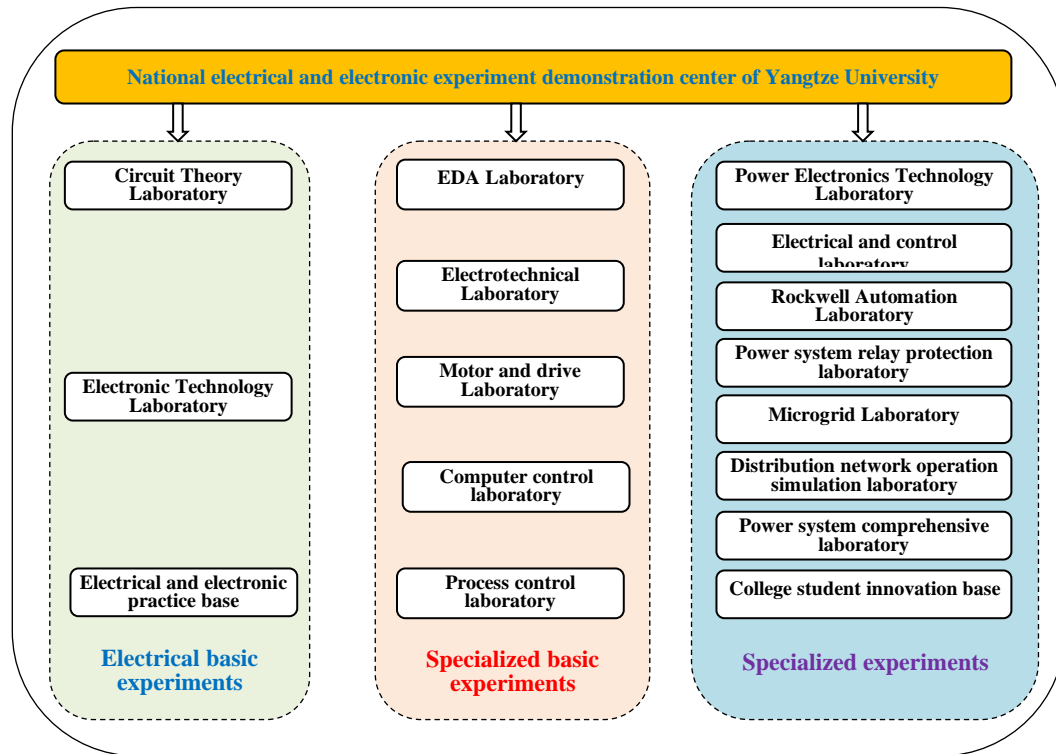 National electrical and electronic experiment demonstration center of Yangtze University
Circuit Theory
Laboratory
Electronic Technology
Laboratory
Electrical and electronic
practice base
Electrical basic
experiments
EDA Laboratory
Electrotechnical
Laboratory
Motor and drive
Laboratory
Computer control
laboratory
Process control
laboratory
Specialized basic
experiments
Power Electronics Technology
Laboratory
Electrical and control
laboratory
Rockwell Automation
Laboratory
Power system relay protection
laboratory
Microgrid Laboratory
Distribution network operation
simulation laboratory
Power system comprehensive
laboratory
College student innovation base
Specialized experiments